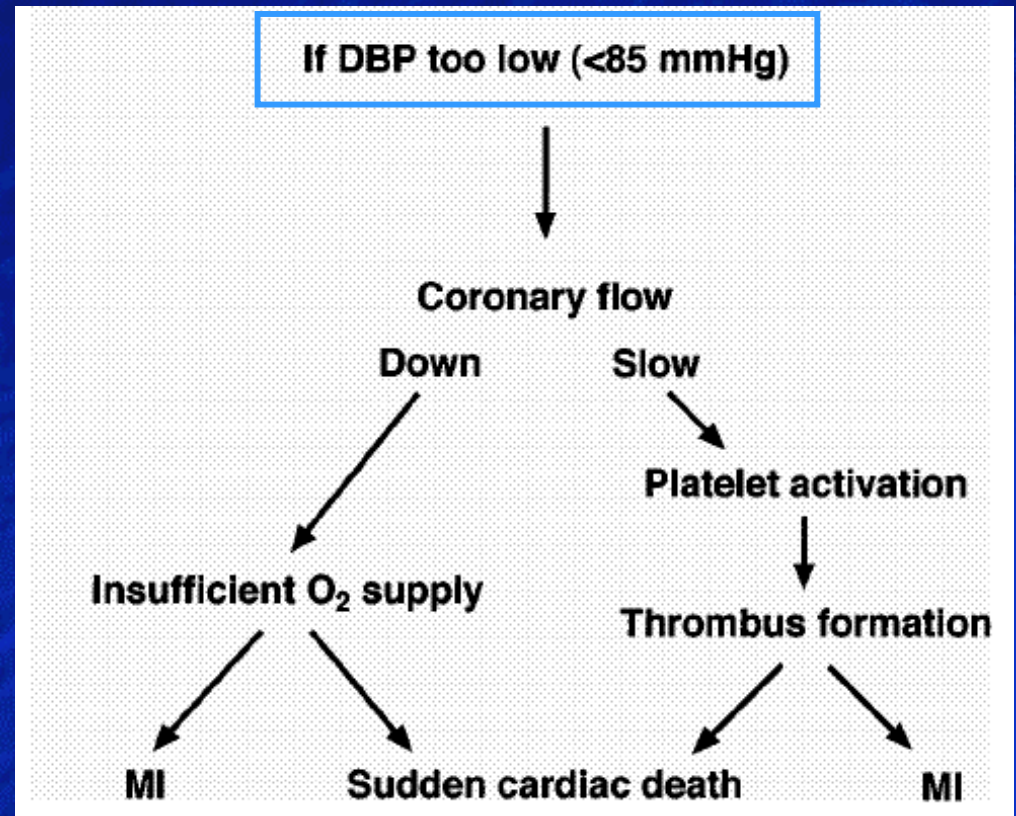 If DBP too low (<85 mmHg)
Coronary flow
Down Slow
Platelet activation
Insufficient O₂ supply
Thrombus formation
MI Sudden cardiac death MI